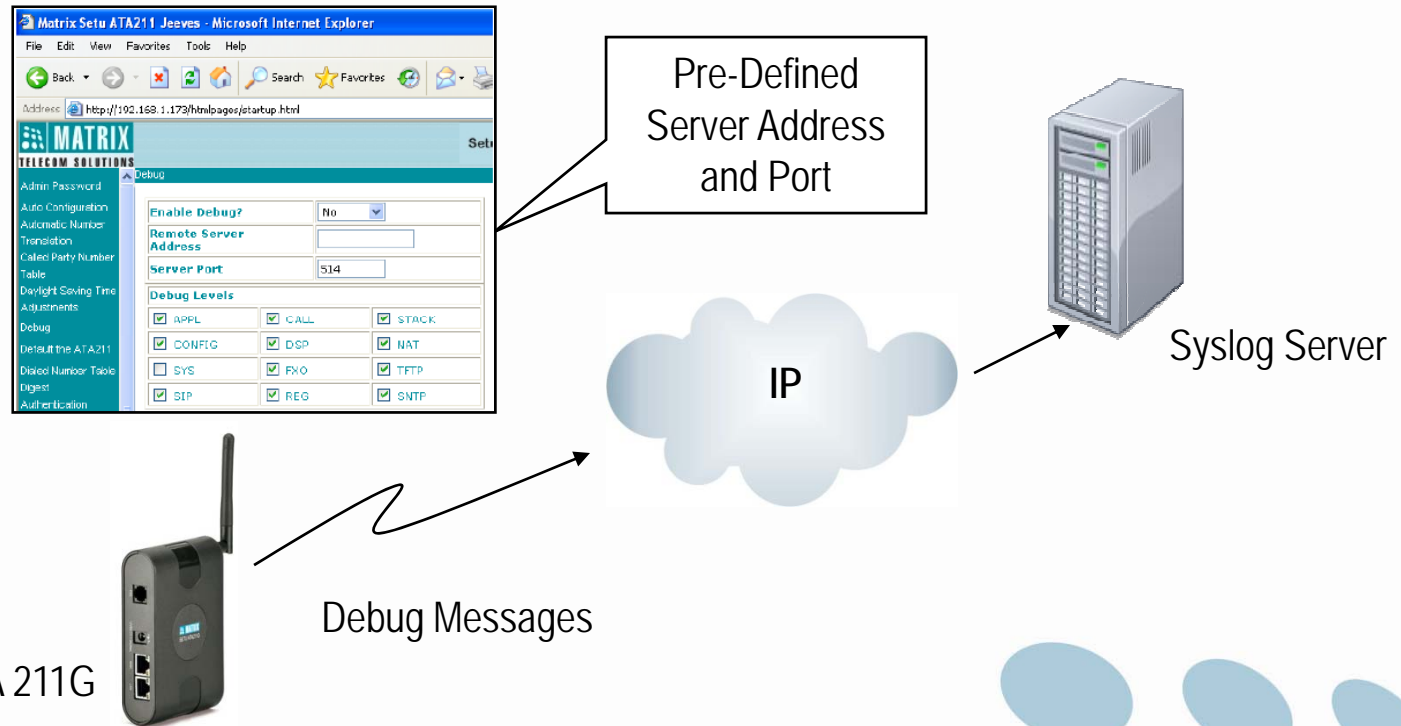 Matrix Setu ATA211 Jeeves - Microsoft Internet Explorer
File Edit View Favorites Tools Help
Back Search Favorites
Address http://192.168.1.173/htmlpages/startup.html
MATRIX
TELECOM SOLUTIONS
Setu
Debug
Admin Password
Auto Configuration
Automatic Number
Translation
Called Party Number
Table
Daylight Saving Time
Adjustments
Debug
Default the ATA211
Dialed Number Table
Digest
Authentication
Enable Debug? No
Remote Server
Address
Server Port 514
Debug Levels
APPL CALL STACK
CONFIG DSP NAT
SYS FXO TFTP
SIP REG SNTP
Pre-Defined
Server Address
and Port
Syslog Server
IP
Debug Messages
A 211G
MATRIX